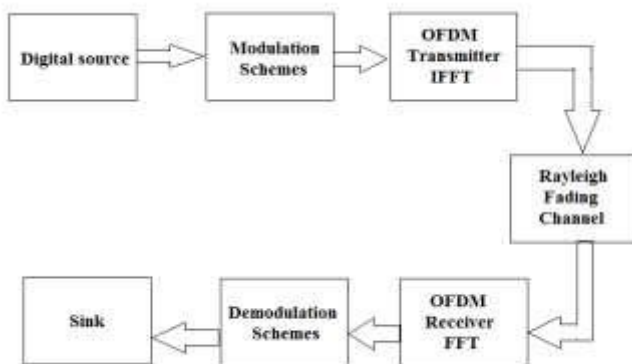 Digital source
Modulation
Schemes
OFDM
Transmitter
IFFT
Rayleigh
Fading
Channel
OFDM
Receiver
FFT
Demodulation
Schemes
Sink